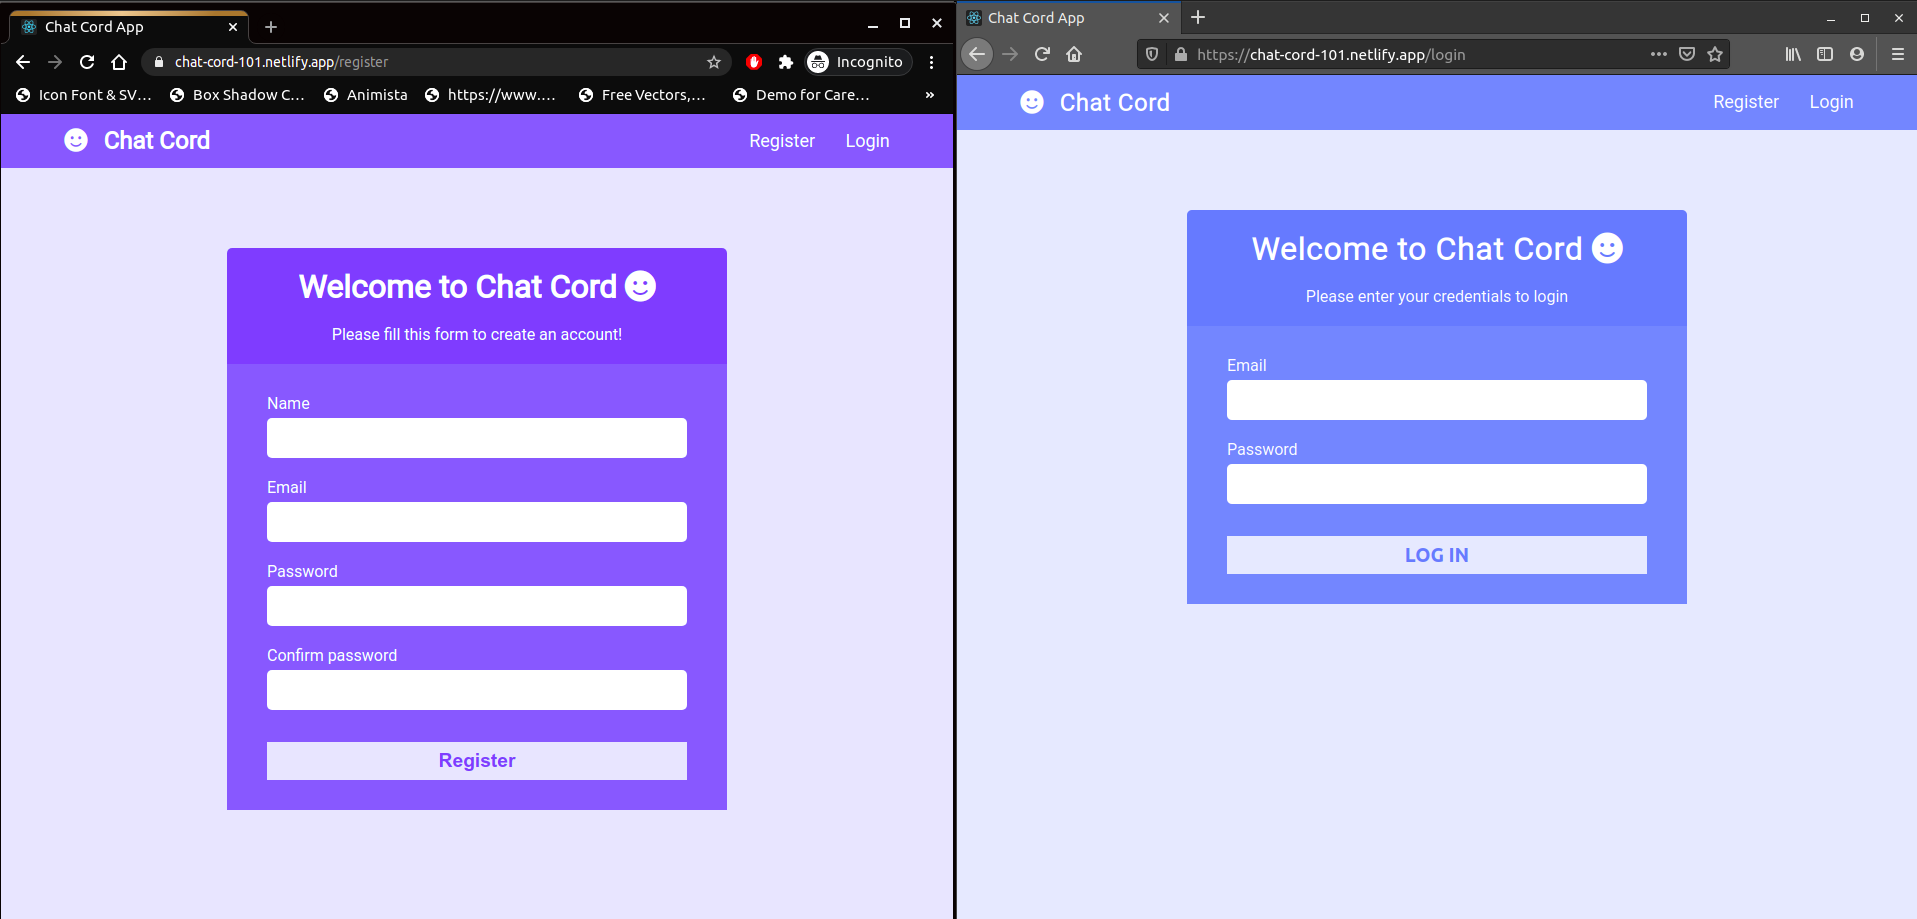 Chat Cord App
chat-cord-101.netlify.app/register
Incognito
Icon Font & SV... Box Shadow C... Animista https://www.... Free Vectors,... Demo for Care... »
Chat Cord Register Login
Welcome to Chat Cord
Please fill this form to create an account!
Name
Email
Password
Confirm password
Register
Chat Cord App
https://chat-cord-101.netlify.app/login
Chat Cord Register Login
Welcome to Chat Cord
Please enter your credentials to login
Email
Password
LOG IN